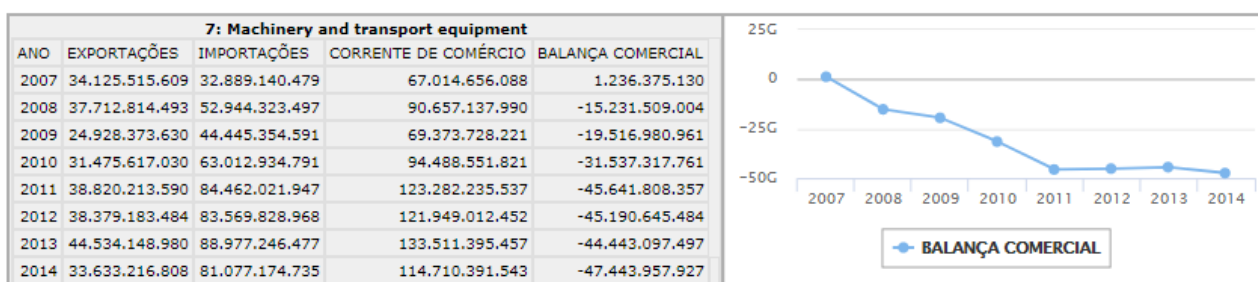 7: Machinery and transport equipment
ANO EXPORTAÇÕES IMPORTAÇÕES CORRENTE DE COMÉRCIO BALANÇA COMERCIAL
2007 34.125.515.609 32.889.140.479 67.014.656.088 1.236.375.130
2008 37.712.814.493 52.944.323.497 90.657.137.990 -15.231.509.004
2009 24.928.373.630 44.445.354.591 69.373.728.221 -19.516.980.961
2010 31.475.617.030 63.012.934.791 94.488.551.821 -31.537.317.761
2011 38.820.213.590 84.462.021.947 123.282.235.537 -45.641.808.357
2012 38.379.183.484 83.569.828.968 121.949.012.452 -45.190.645.484
2013 44.534.148.980 88.977.246.477 133.511.395.457 -44.443.097.497
2014 33.633.216.808 81.077.174.735 114.710.391.543 -47.443.957.927
25G
0
-25G
-50G
2007 2008 2009 2010 2011 2012 2013 2014
BALANÇA COMERCIAL